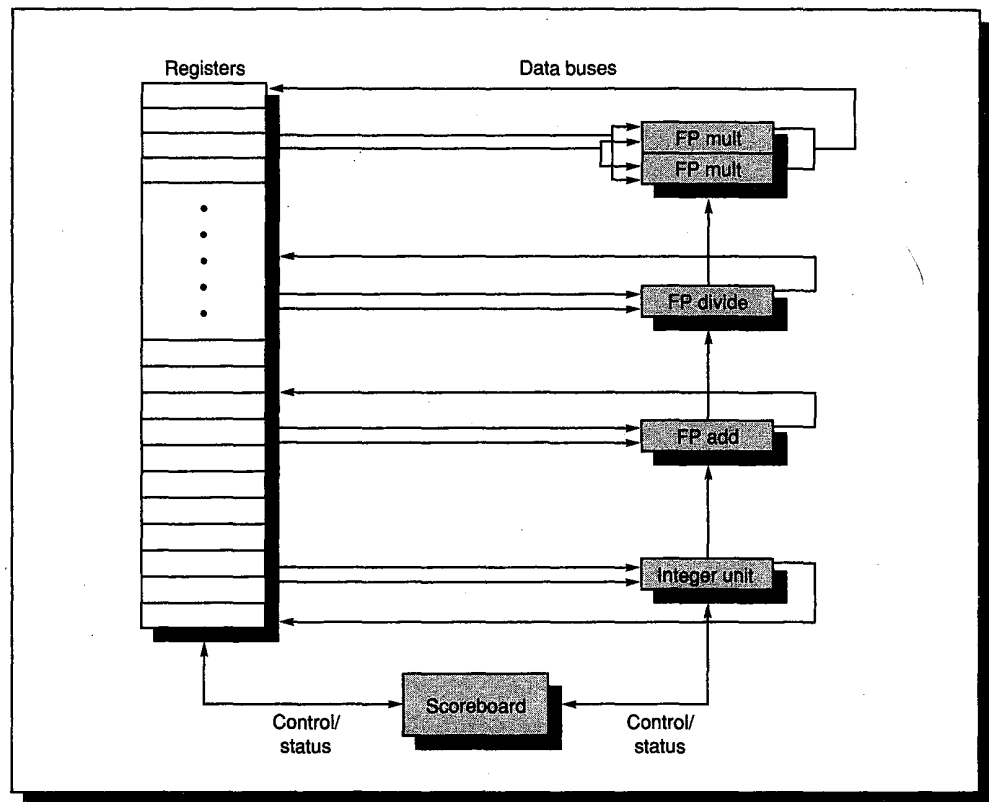 Registers
Data buses
FP mult
FP mult
FP divide
FP add
Integer unit
Scoreboard
Control/
status
Control/
status